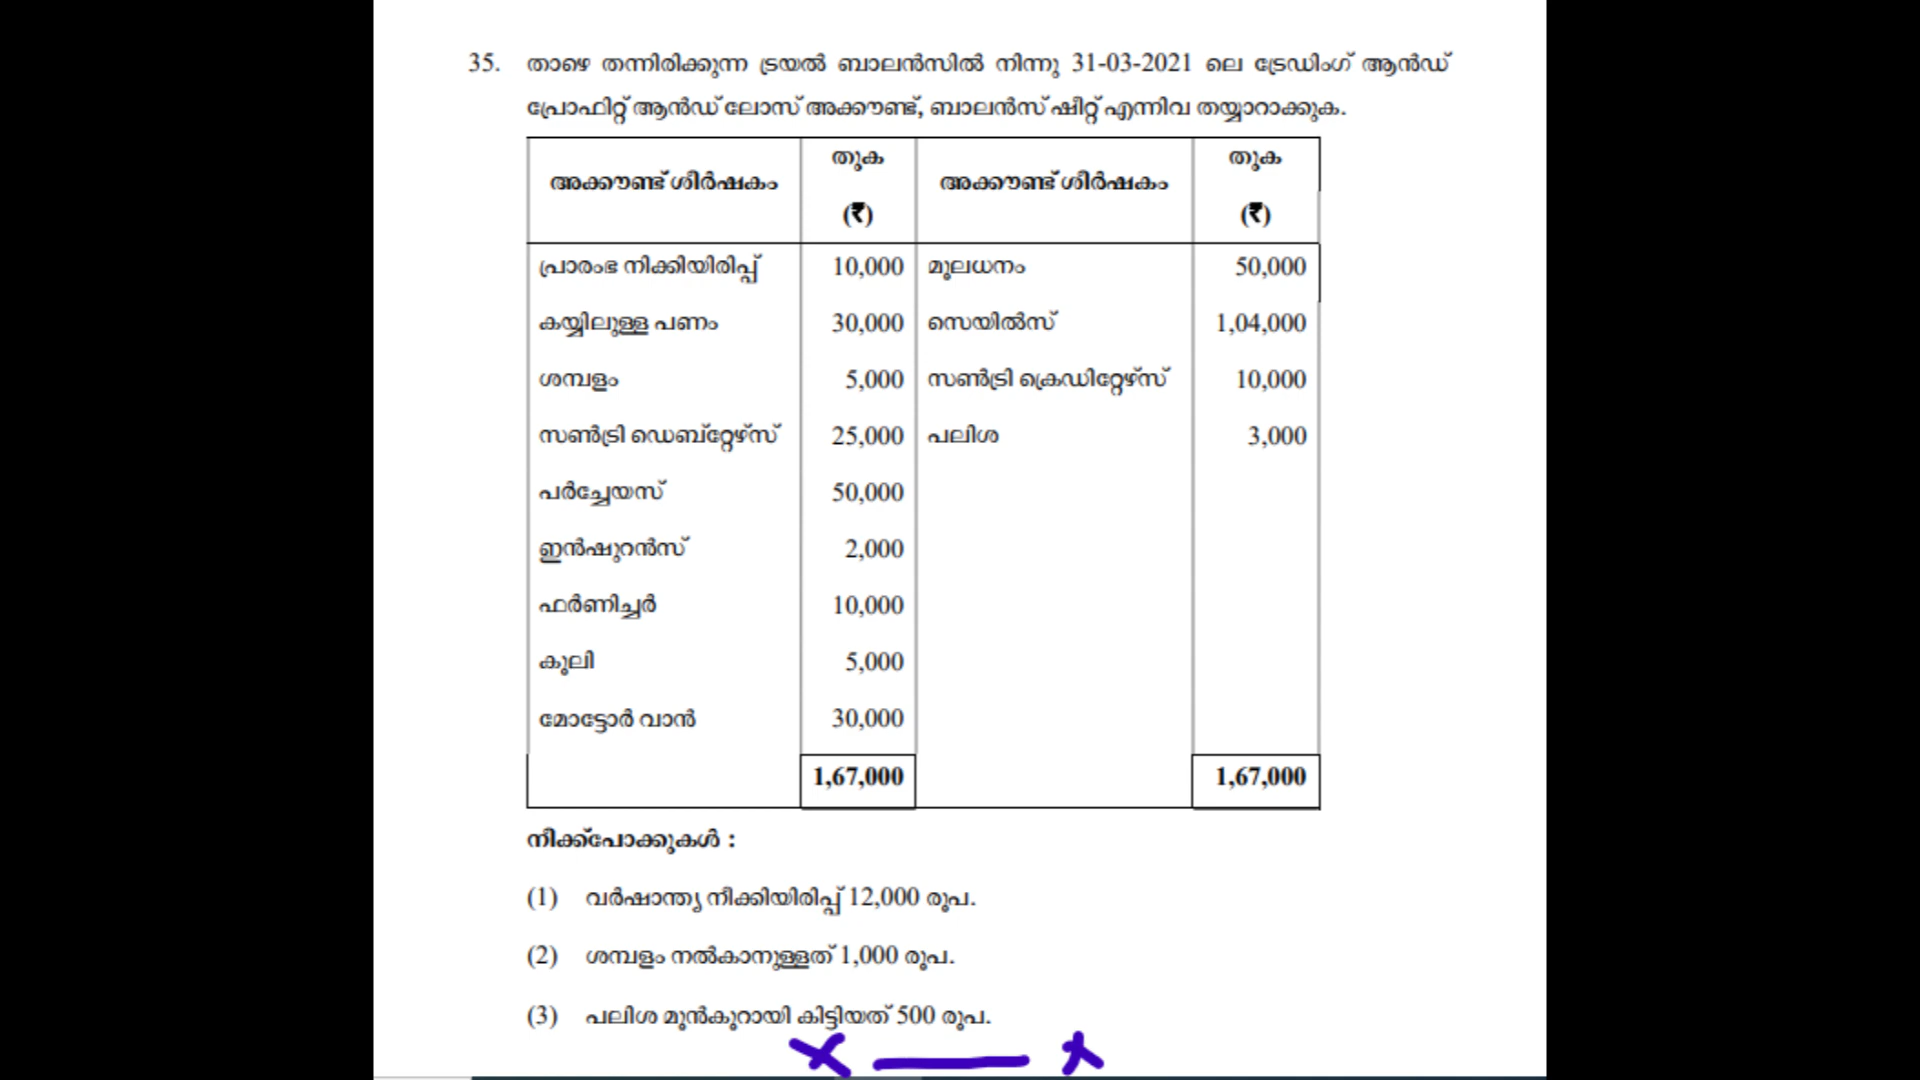 35. താഴെ തന്നിരിക്കുന്ന ട്രയൽ ബാലൻസിൽ നിന്നു 31-03-2021 ലെ ട്രേഡിംഗ് ആൻഡ്
പ്രോഫിറ്റ് ആൻഡ് ലോസ് അക്കൗണ്ട്, ബാലൻസ് ഷീറ്റ് എന്നിവ തയ്യാറാക്കുക.
അക്കൗണ്ട് ശീർഷകം തുക (₹) അക്കൗണ്ട് ശീർഷകം തുക (₹)
പ്രാരംഭ നിക്കിയിരിപ്പ് 10,000 മൂലധനം 50,000
കയ്യിലുള്ള പണം 30,000 സെയിൽസ് 1,04,000
ശമ്പളം 5,000 സൺട്രി ക്രെഡിറ്റേഴ്സ് 10,000
സൺട്രി ഡെബ്റ്റേഴ്സ് 25,000 പലിശ 3,000
പർച്ചേയസ് 50,000
ഇൻഷുറൻസ് 2,000
ഫർണിച്ചർ 10,000
കൂലി 5,000
മോട്ടോർ വാൻ 30,000
1,67,000 1,67,000
നീക്ക്പോക്കുകൾ :
(1) വർഷാന്ത്യ നീക്കിയിരിപ്പ് 12,000 രൂപ.
(2) ശമ്പളം നൽകാനുള്ളത് 1,000 രൂപ.
(3) പലിശ മുൻകൂറായി കിട്ടിയത് 500 രൂപ.